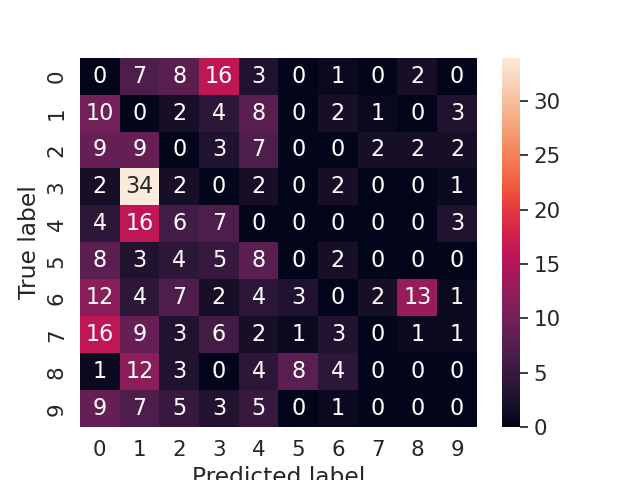 0 0 7 8 16 3 0 1 0 2 0
1 10 0 2 4 8 0 2 1 0 3
2 9 9 0 3 7 0 0 2 2 2
3 2 34 2 0 2 0 2 0 0 1
4 4 16 6 7 0 0 0 0 0 3
5 8 3 4 5 8 0 2 0 0 0
6 12 4 7 2 4 3 0 2 13 1
7 16 9 3 6 2 1 3 0 1 1
8 1 12 3 0 4 8 4 0 0 0
9 9 7 5 3 5 0 1 0 0 0
0 1 2 3 4 5 6 7 8 9
Predicted label
True label
30
25
20
15
10
5
0